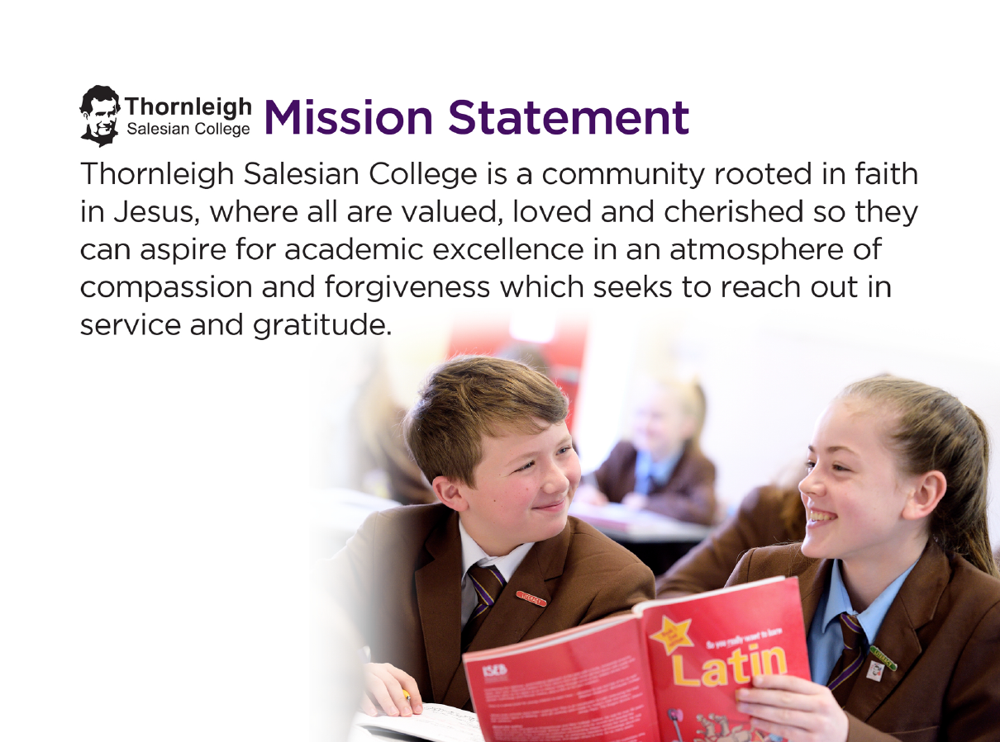 Thornleigh
Salesian College
Mission Statement
Thornleigh Salesian College is a community rooted in faith
in Jesus, where all are valued, loved and cherished so they
can aspire for academic excellence in an atmosphere of
compassion and forgiveness which seeks to reach out in
service and gratitude.
LITERACY
So you really want to learn
Latin
ISEB